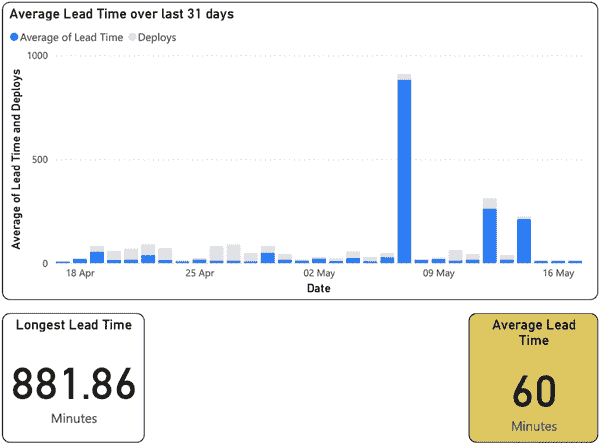 Average Lead Time over last 31 days
Average of Lead Time Deploys
Average of Lead Time and Deploys
1000
500
0
18 Apr 25 Apr 02 May 09 May 16 May
Date
Longest Lead Time
881.86
Minutes
Average Lead
Time
60
Minutes